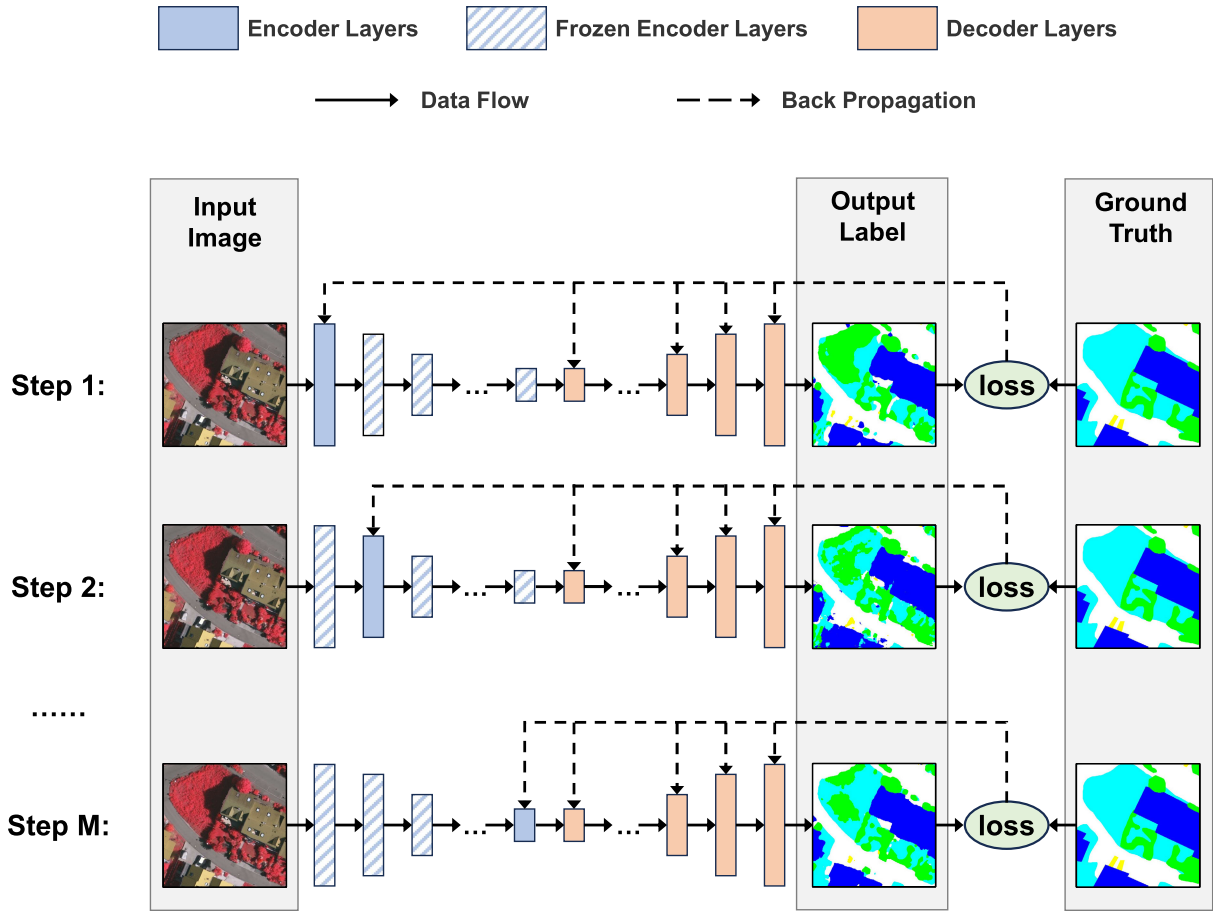 Encoder Layers
Frozen Encoder Layers
Decoder Layers
Data Flow
Back Propagation
Input
Image
Output
Label
Ground
Truth
Step 1:
...
...
loss
Step 2:
...
...
loss
......
Step M:
...
...
loss